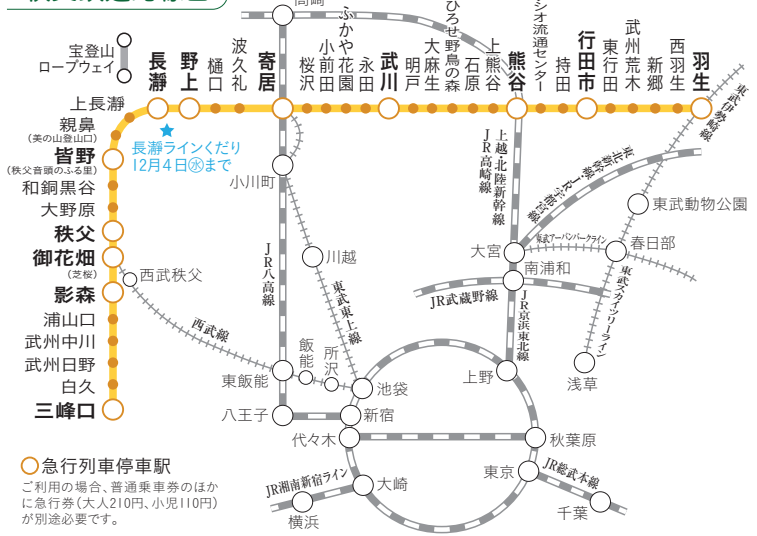 高崎
宝登山
ロープウェイ
長瀞
野上
樋口
波久礼
寄居
桜沢
小前田
ふかや花園
永田
武川
明戸
大麻生
ひろせ野鳥の森
石原
上熊谷
熊谷
シオ流通センター
持田
行田市
東行田
武州荒木
新郷
西羽生
羽生
上長瀞
親鼻
(美の山登山口)
皆野
(秩父音頭のふる里)
和銅黒谷
大野原
秩父
御花畑
(芝桜)
影森
浦山口
武州中川
武州日野
白久
三峰口
★
長瀞ラインくだり
12月4日㊌まで
小川町
JR八高線
川越
東武東上線
西武秩父
西武線
東飯能
飯能
所沢
池袋
八王子
新宿
代々木
秋葉原
上越・北陸新幹線
JR高崎線
東北新幹線
JR宇都宮線
東武伊勢崎線
東武動物公園
大宮
東武アーバンパークライン
春日部
南浦和
JR武蔵野線
JR京浜東北線
東武スカイツリーライン
上野
浅草
東京
JR総武本線
千葉
JR湘南新宿ライン
大崎
横浜
急行列車停車駅
ご利用の場合、普通乗車券のほか
に急行券(大人210円、小児110円)
が別途必要です。